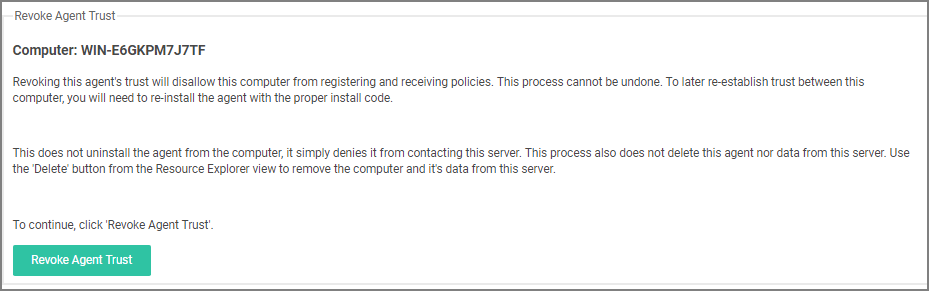 Revoke Agent Trust
Computer: WIN-E6GKPM7J7TF
Revoking this agent's trust will disallow this computer from registering and receiving policies. This process cannot be undone. To later re-establish trust between this
computer, you will need to re-install the agent with the proper install code.
This does not uninstall the agent from the computer, it simply denies it from contacting this server. This process also does not delete this agent nor data from this server. Use
the 'Delete' button from the Resource Explorer view to remove the computer and it's data from this server.
To continue, click 'Revoke Agent Trust'.
Revoke Agent Trust